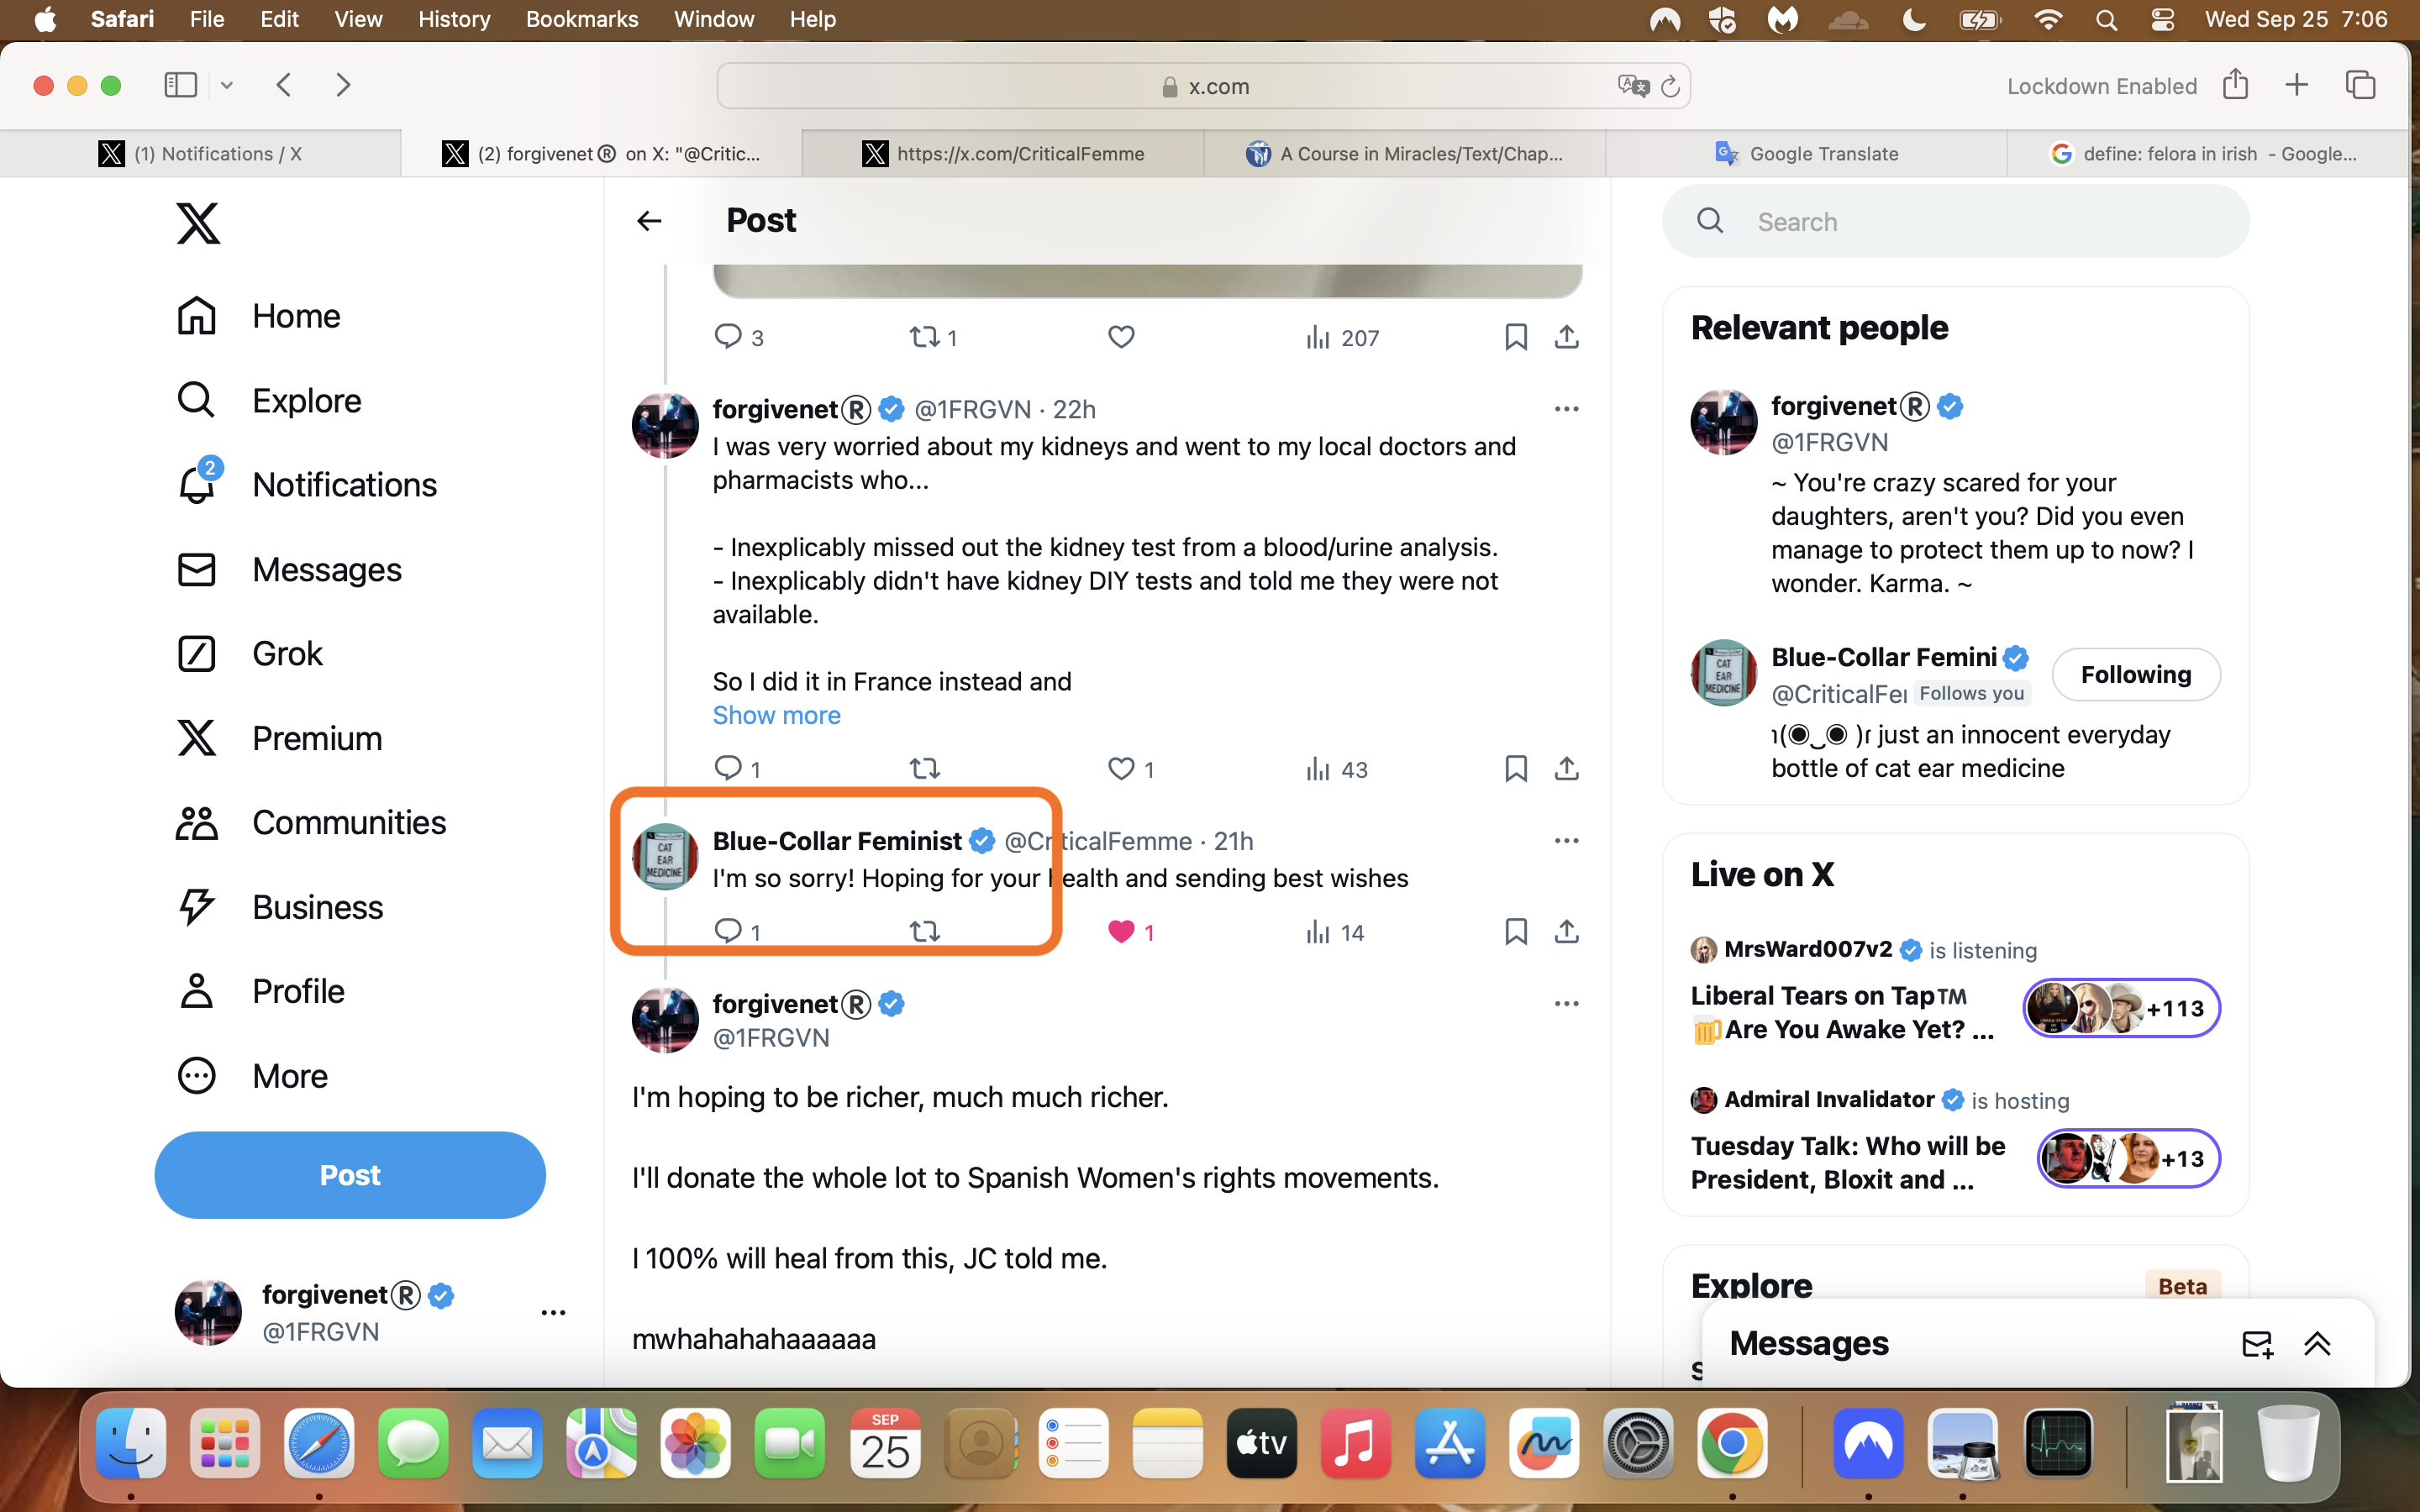 Safari File Edit View History Bookmarks Window Help Wed Sep 25 7:06
x.com Lockdown Enabled
(1) Notifications / X
(2) forgivenet® on X: "@Critic...
https://x.com/CriticalFemme
A Course in Miracles/Text/Chap...
Google Translate
define: felora in irish - Google...
Home
Explore
2
Notifications
Messages
Grok
Premium
Communities
Business
Profile
More
Post
forgivenet®
@1FRGVN
Post
3 1 207
forgivenet® @1FRGVN · 22h
I was very worried about my kidneys and went to my local doctors and
pharmacists who...
- Inexplicably missed out the kidney test from a blood/urine analysis.
- Inexplicably didn't have kidney DIY tests and told me they were not
available.
So I did it in France instead and
Show more
1 1 43
CAT
EAR
MEDICINE
Blue-Collar Feminist @CriticalFemme · 21h
I'm so sorry! Hoping for your health and sending best wishes
1 1 14
forgivenet®
@1FRGVN
I'm hoping to be richer, much much richer.
I'll donate the whole lot to Spanish Women's rights movements.
I 100% will heal from this, JC told me.
mwhahahahaaaaaa
Search
Relevant people
forgivenet®
@1FRGVN
~ You're crazy scared for your
daughters, aren't you? Did you even
manage to protect them up to now? I
wonder. Karma. ~
CAT
EAR
MEDICINE
Blue-Collar Femini
@CriticalFe Follows you
Following
ו(◉‿◉ )г just an innocent everyday
bottle of cat ear medicine
Live on X
MrsWard007v2 is listening
Liberal Tears on Tap™
🍺Are You Awake Yet? ...
+113
Admiral Invalidator is hosting
Tuesday Talk: Who will be
President, Bloxit and ...
+13
Explore Beta
Messages
SEP
25
tv